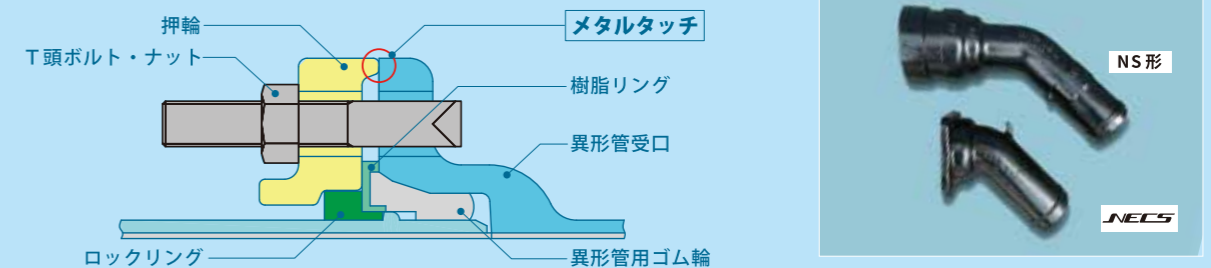 押輪
メタルタッチ
T頭ボルト・ナット
樹脂リング
異形管受口
ロックリング
異形管用ゴム輪
NS形
NECS